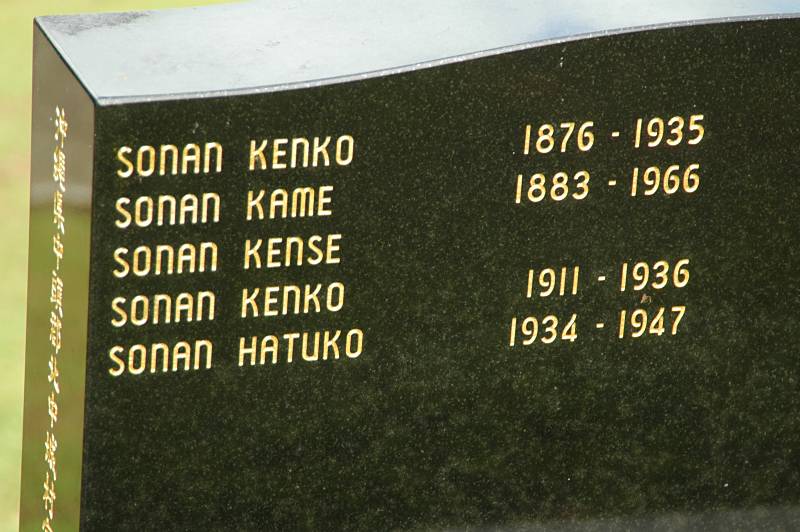 SONAN KENKO 1876 - 1935
SONAN KAME 1883 - 1966
SONAN KENSE
SONAN KENKO 1911 - 1936
SONAN HATUKO 1934 - 1947